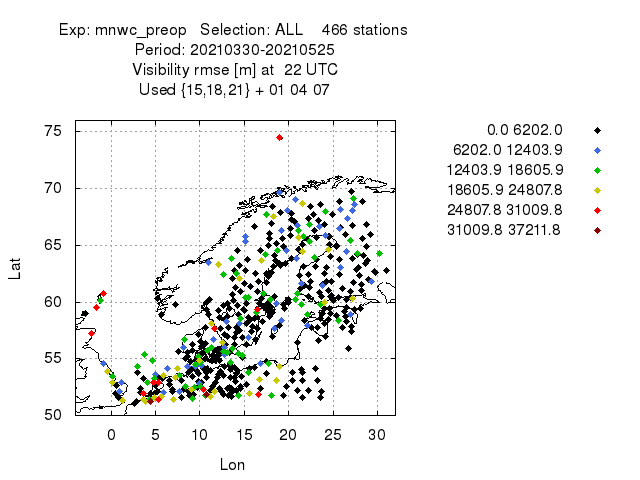 Exp: mnwc_preop   Selection: ALL    466 stations
Period: 20210330-20210525
Visibility rmse [m] at  22 UTC
Used {15,18,21} + 01 04 07
0.0 6202.0
6202.0 12403.9
12403.9 18605.9
18605.9 24807.8
24807.8 31009.8
31009.8 37211.8
75
70
65
60
55
50
Lat
0 5 10 15 20 25 30
Lon